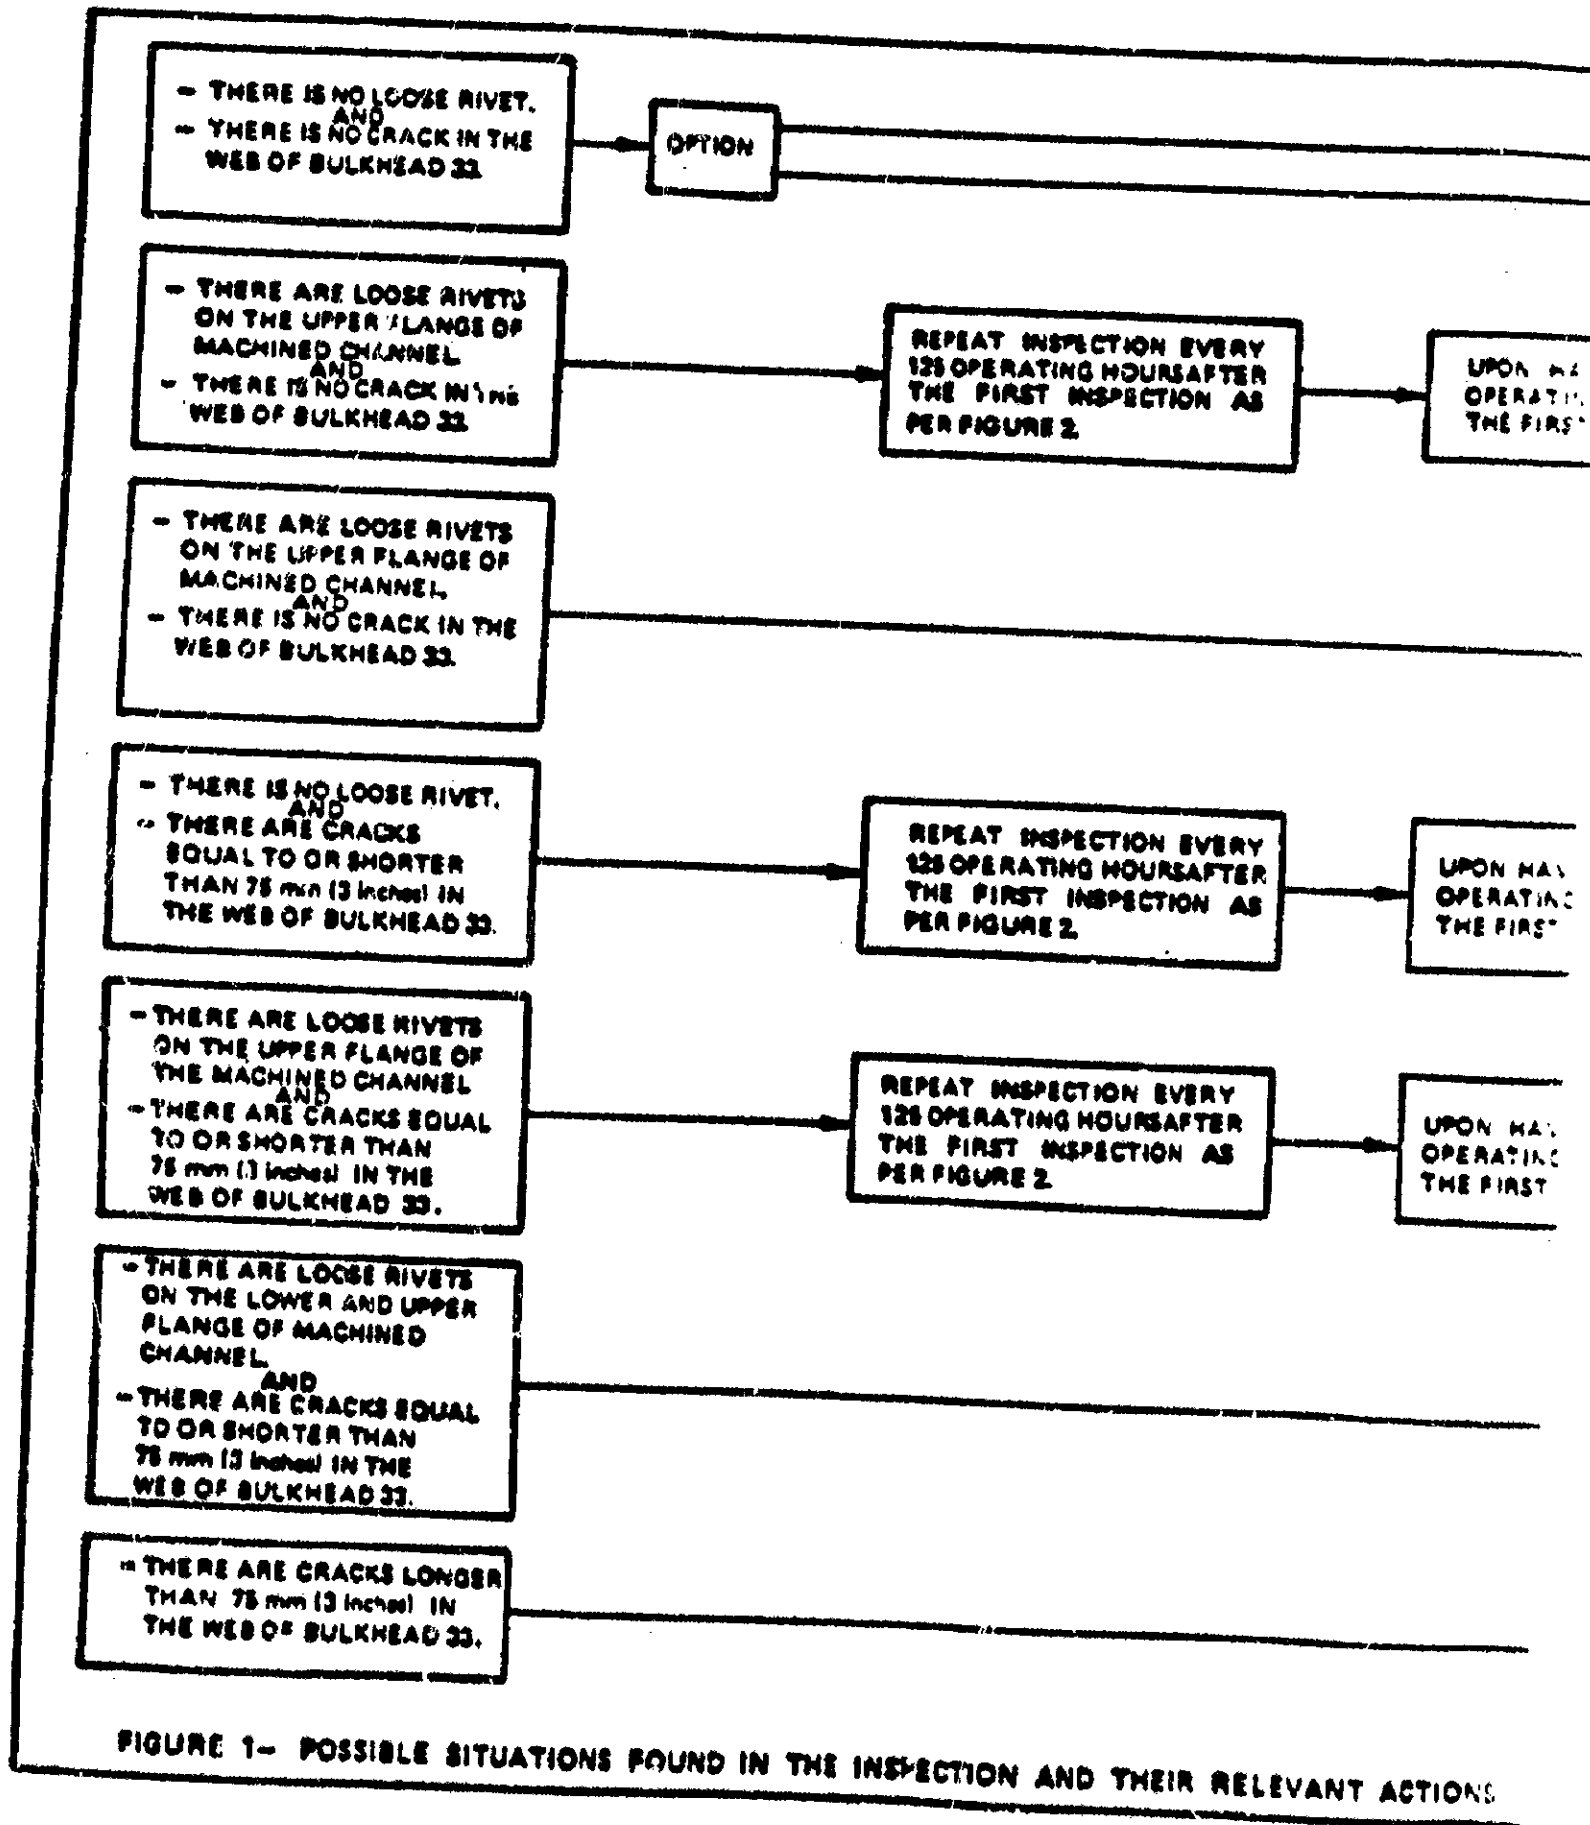 - THERE IS NO LOOSE RIVET.
AND
- THERE IS NO CRACK IN THE
WEB OF BULKHEAD 33.
OPTION
- THERE ARE LOOSE RIVETS
ON THE UPPER FLANGE OF
MACHINED CHANNEL
AND
- THERE IS NO CRACK IN THE
WEB OF BULKHEAD 33.
REPEAT INSPECTION EVERY
125 OPERATING HOURSAFTER
THE FIRST INSPECTION AS
PER FIGURE 2.
UPON
THE FIRS
- THERE ARE LOOSE RIVETS
ON THE UPPER FLANGE OF
MACHINED CHANNEL.
AND
- THERE IS NO CRACK IN THE
WEB OF BULKHEAD 33.
- THERE IS NO LOOSE RIVET.
AND
- THERE ARE CRACKS
EQUAL TO OR SHORTER
THAN 75 mm (3 inches) IN
THE WEB OF BULKHEAD 33.
REPEAT INSPECTION EVERY
125 OPERATING HOURSAFTER
THE FIRST INSPECTION AS
PER FIGURE 2.
UPON
OPERATING
THE FIRS
- THERE ARE LOOSE RIVETS
ON THE UPPER FLANGE OF
THE MACHINED CHANNEL
AND
- THERE ARE CRACKS EQUAL
TO OR SHORTER THAN
75 mm (3 inches) IN THE
WEB OF BULKHEAD 33.
REPEAT INSPECTION EVERY
125 OPERATING HOURSAFTER
THE FIRST INSPECTION AS
PER FIGURE 2.
UPON
OPERATING
THE FIRST
- THERE ARE LOOSE RIVETS
ON THE LOWER AND UPPER
FLANGE OF MACHINED
CHANNEL.
AND
- THERE ARE CRACKS EQUAL
TO OR SHORTER THAN
75 mm (3 inches) IN THE
WEB OF BULKHEAD 33.
- THERE ARE CRACKS LONGER
THAN 75 mm (3 inches) IN
THE WEB OF BULKHEAD 33.
FIGURE 1- POSSIBLE SITUATIONS FOUND IN THE INSPECTION AND THEIR RELEVANT ACTIONS